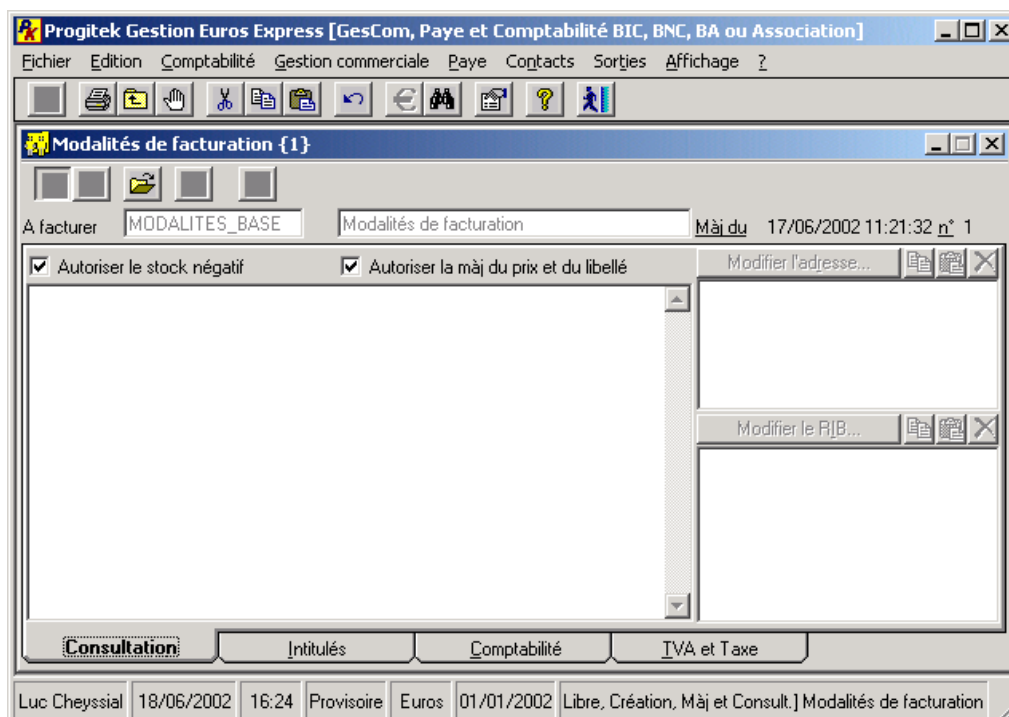 Progitek Gestion Euros Express [GesCom, Paye et Comptabilité BIC, BNC, BA ou Association]
Fichier Edition Comptabilité Gestion commerciale Paye Contacts Sorties Affichage ?
Modalités de facturation {1}
A facturer MODALITES_BASE Modalités de facturation Màj du 17/06/2002 11:21:32 n° 1
Autoriser le stock négatif Autoriser la màj du prix et du libellé Modifier l'adresse...
Modifier le RIB...
Consultation Intitulés Comptabilité TVA et Taxe
Luc Cheyssial 18/06/2002 16:24 Provisoire Euros 01/01/2002 Libre, Création, Màj et Consult.] Modalités de facturation